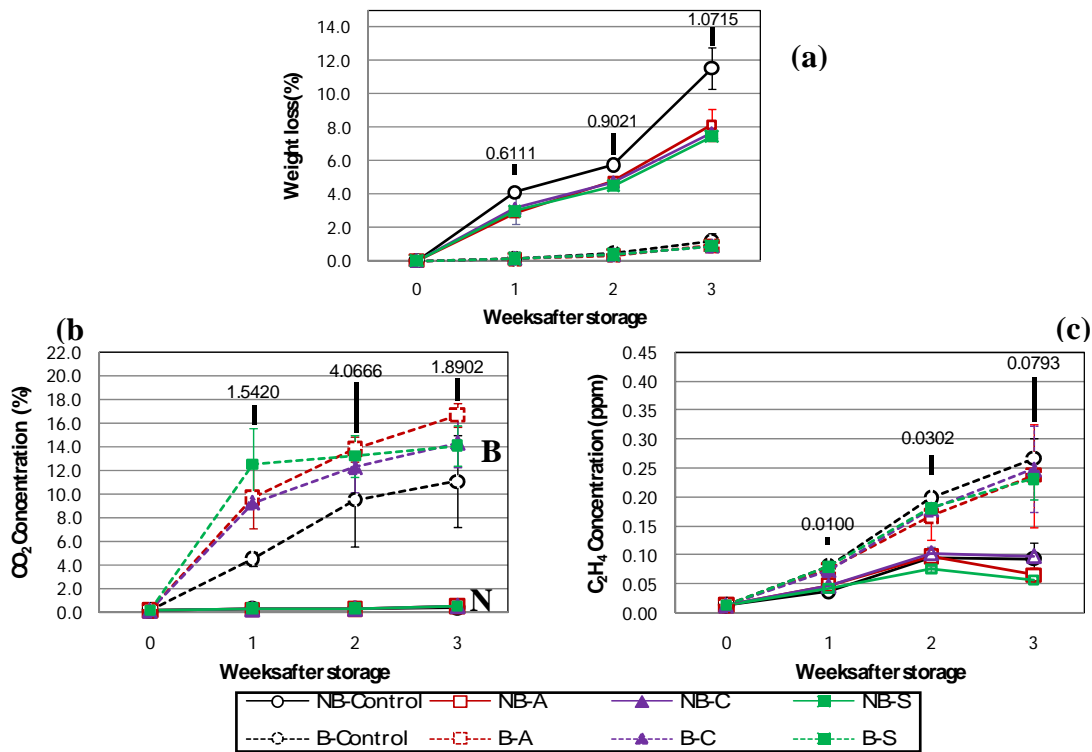 1.0715
14.0
(a)
12.0
10.0
0.9021
8.0
0.6111
6.0
4.0
2.0
0.0
Weight loss(%)
0 1 2 3
Weeksafter storage
(b)
22.0
20.0
18.0
16.0
14.0
12.0
10.0
8.0
6.0
4.0
2.0
0.0
CO2 Concentration (%)
1.5420
4.0666
1.8902
B
N
0 1 2 3
Weeksafter storage
(c)
0.45
0.40
0.35
0.30
0.25
0.20
0.15
0.10
0.05
0.00
C2H4 Concentration (ppm)
0.0100
0.0302
0.0793
0 1 2 3
Weeksafter storage
NB-Control NB-A NB-C NB-S
B-Control B-A B-C B-S